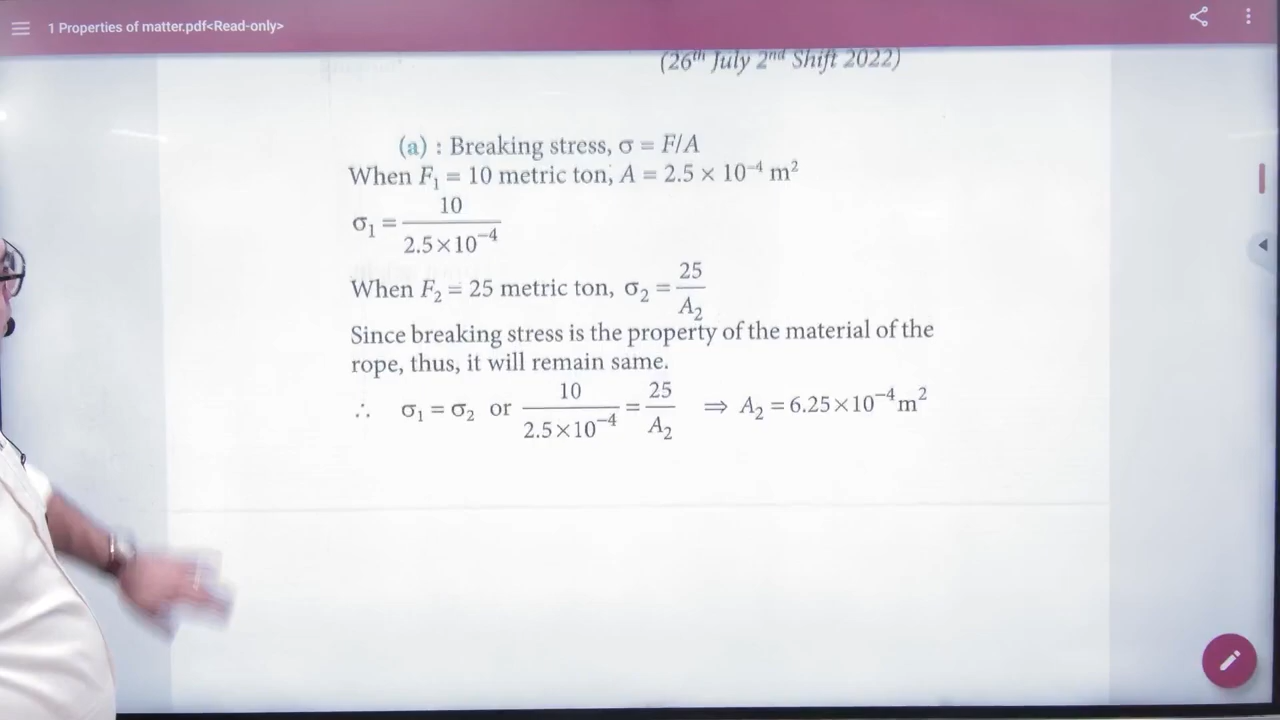 1 Properties of matter.pdf<Read-only>
(26th July 2nd Shift 2022)
(a) : Breaking stress, σ = F/A
When F₁ = 10 metric ton, A = 2.5 × 10⁻⁴ m²
σ₁ = 10 / 2.5×10⁻⁴
When F₂ = 25 metric ton, σ₂ = 25 / A₂
Since breaking stress is the property of the material of the
rope, thus, it will remain same.
∴ σ₁ = σ₂ or 10 / 2.5×10⁻⁴ = 25 / A₂ ⇒ A₂ = 6.25×10⁻⁴ m²